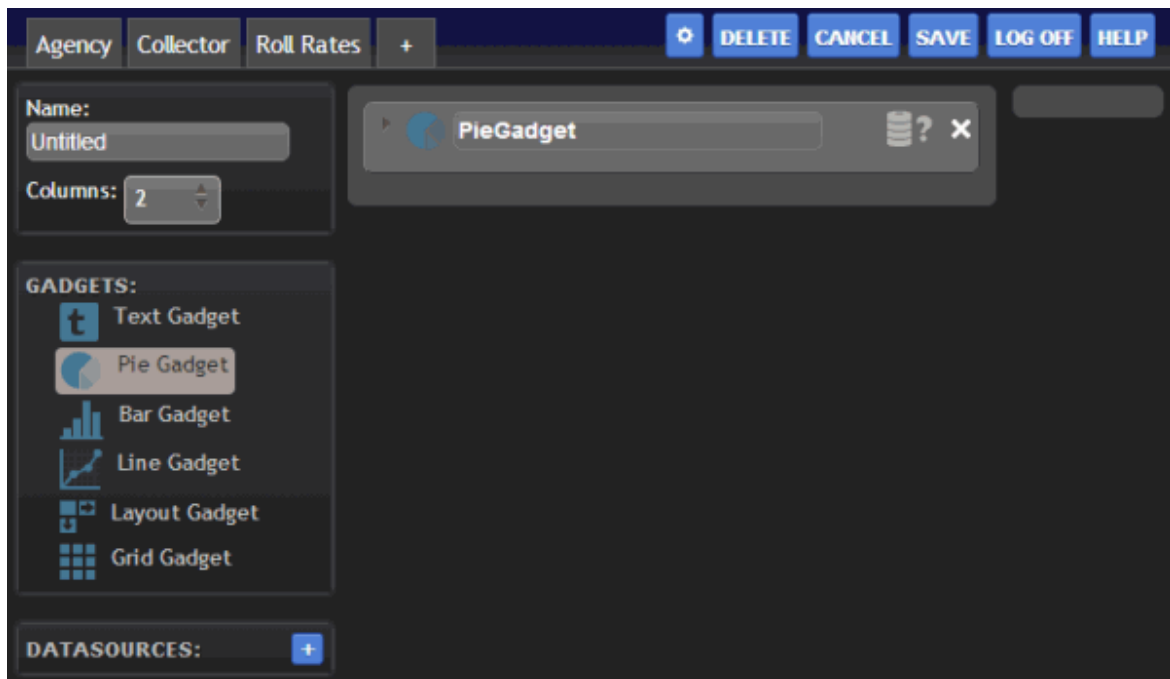 Agency Collector Roll Rates + DELETE CANCEL SAVE LOG OFF HELP
Name:
Untitled
Columns: 2
PieGadget ?
GADGETS:
t Text Gadget
Pie Gadget
Bar Gadget
Line Gadget
Layout Gadget
Grid Gadget
DATASOURCES: +